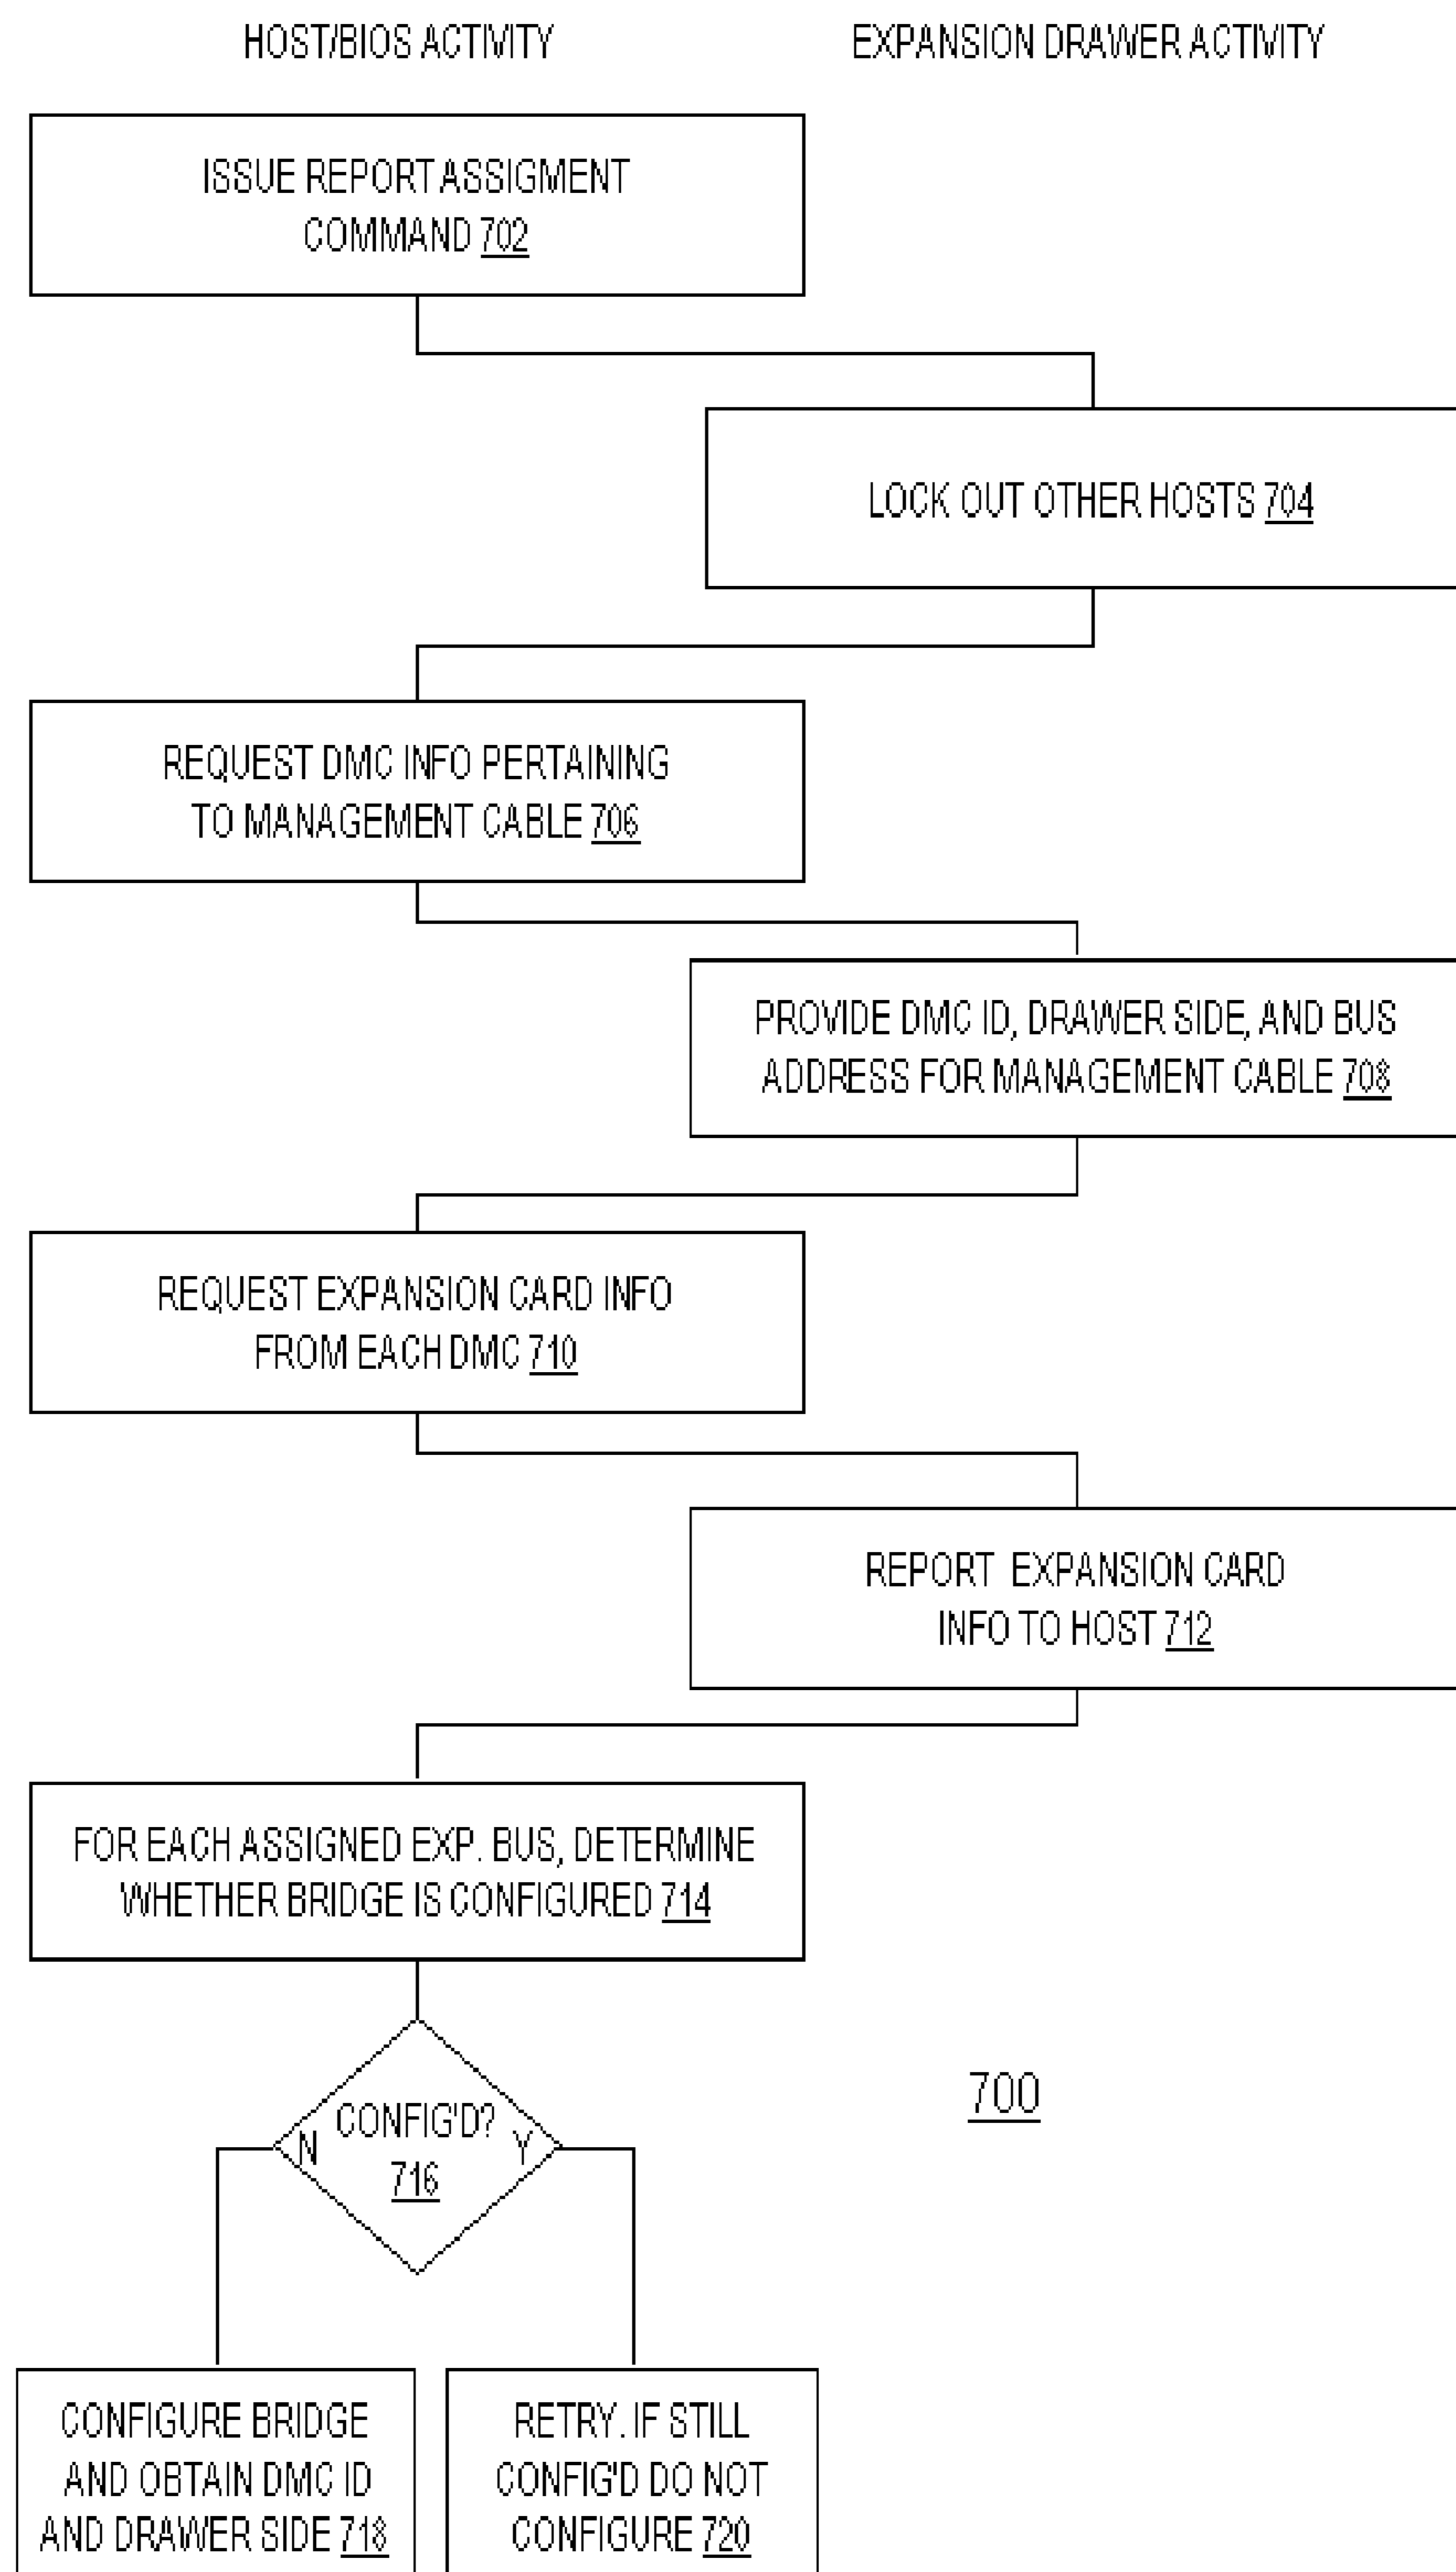 HOST/BIOS ACTIVITY
EXPANSION DRAWER ACTIVITY
ISSUE REPORT ASSIGMENT
COMMAND 702
LOCK OUT OTHER HOSTS 704
REQUEST DMC INFO PERTAINING
TO MANAGEMENT CABLE 706
PROVIDE DMC ID, DRAWER SIDE, AND BUS
ADDRESS FOR MANAGEMENT CABLE 708
REQUEST EXPANSION CARD INFO
FROM EACH DMC 710
REPORT EXPANSION CARD
INFO TO HOST 712
FOR EACH ASSIGNED EXP. BUS, DETERMINE
WHETHER BRIDGE IS CONFIGURED 714
700
CONFIG'D?
N
Y
716
CONFIGURE BRIDGE
AND OBTAIN DMC ID
AND DRAWER SIDE 718
RETRY. IF STILL
CONFIG'D DO NOT
CONFIGURE 720